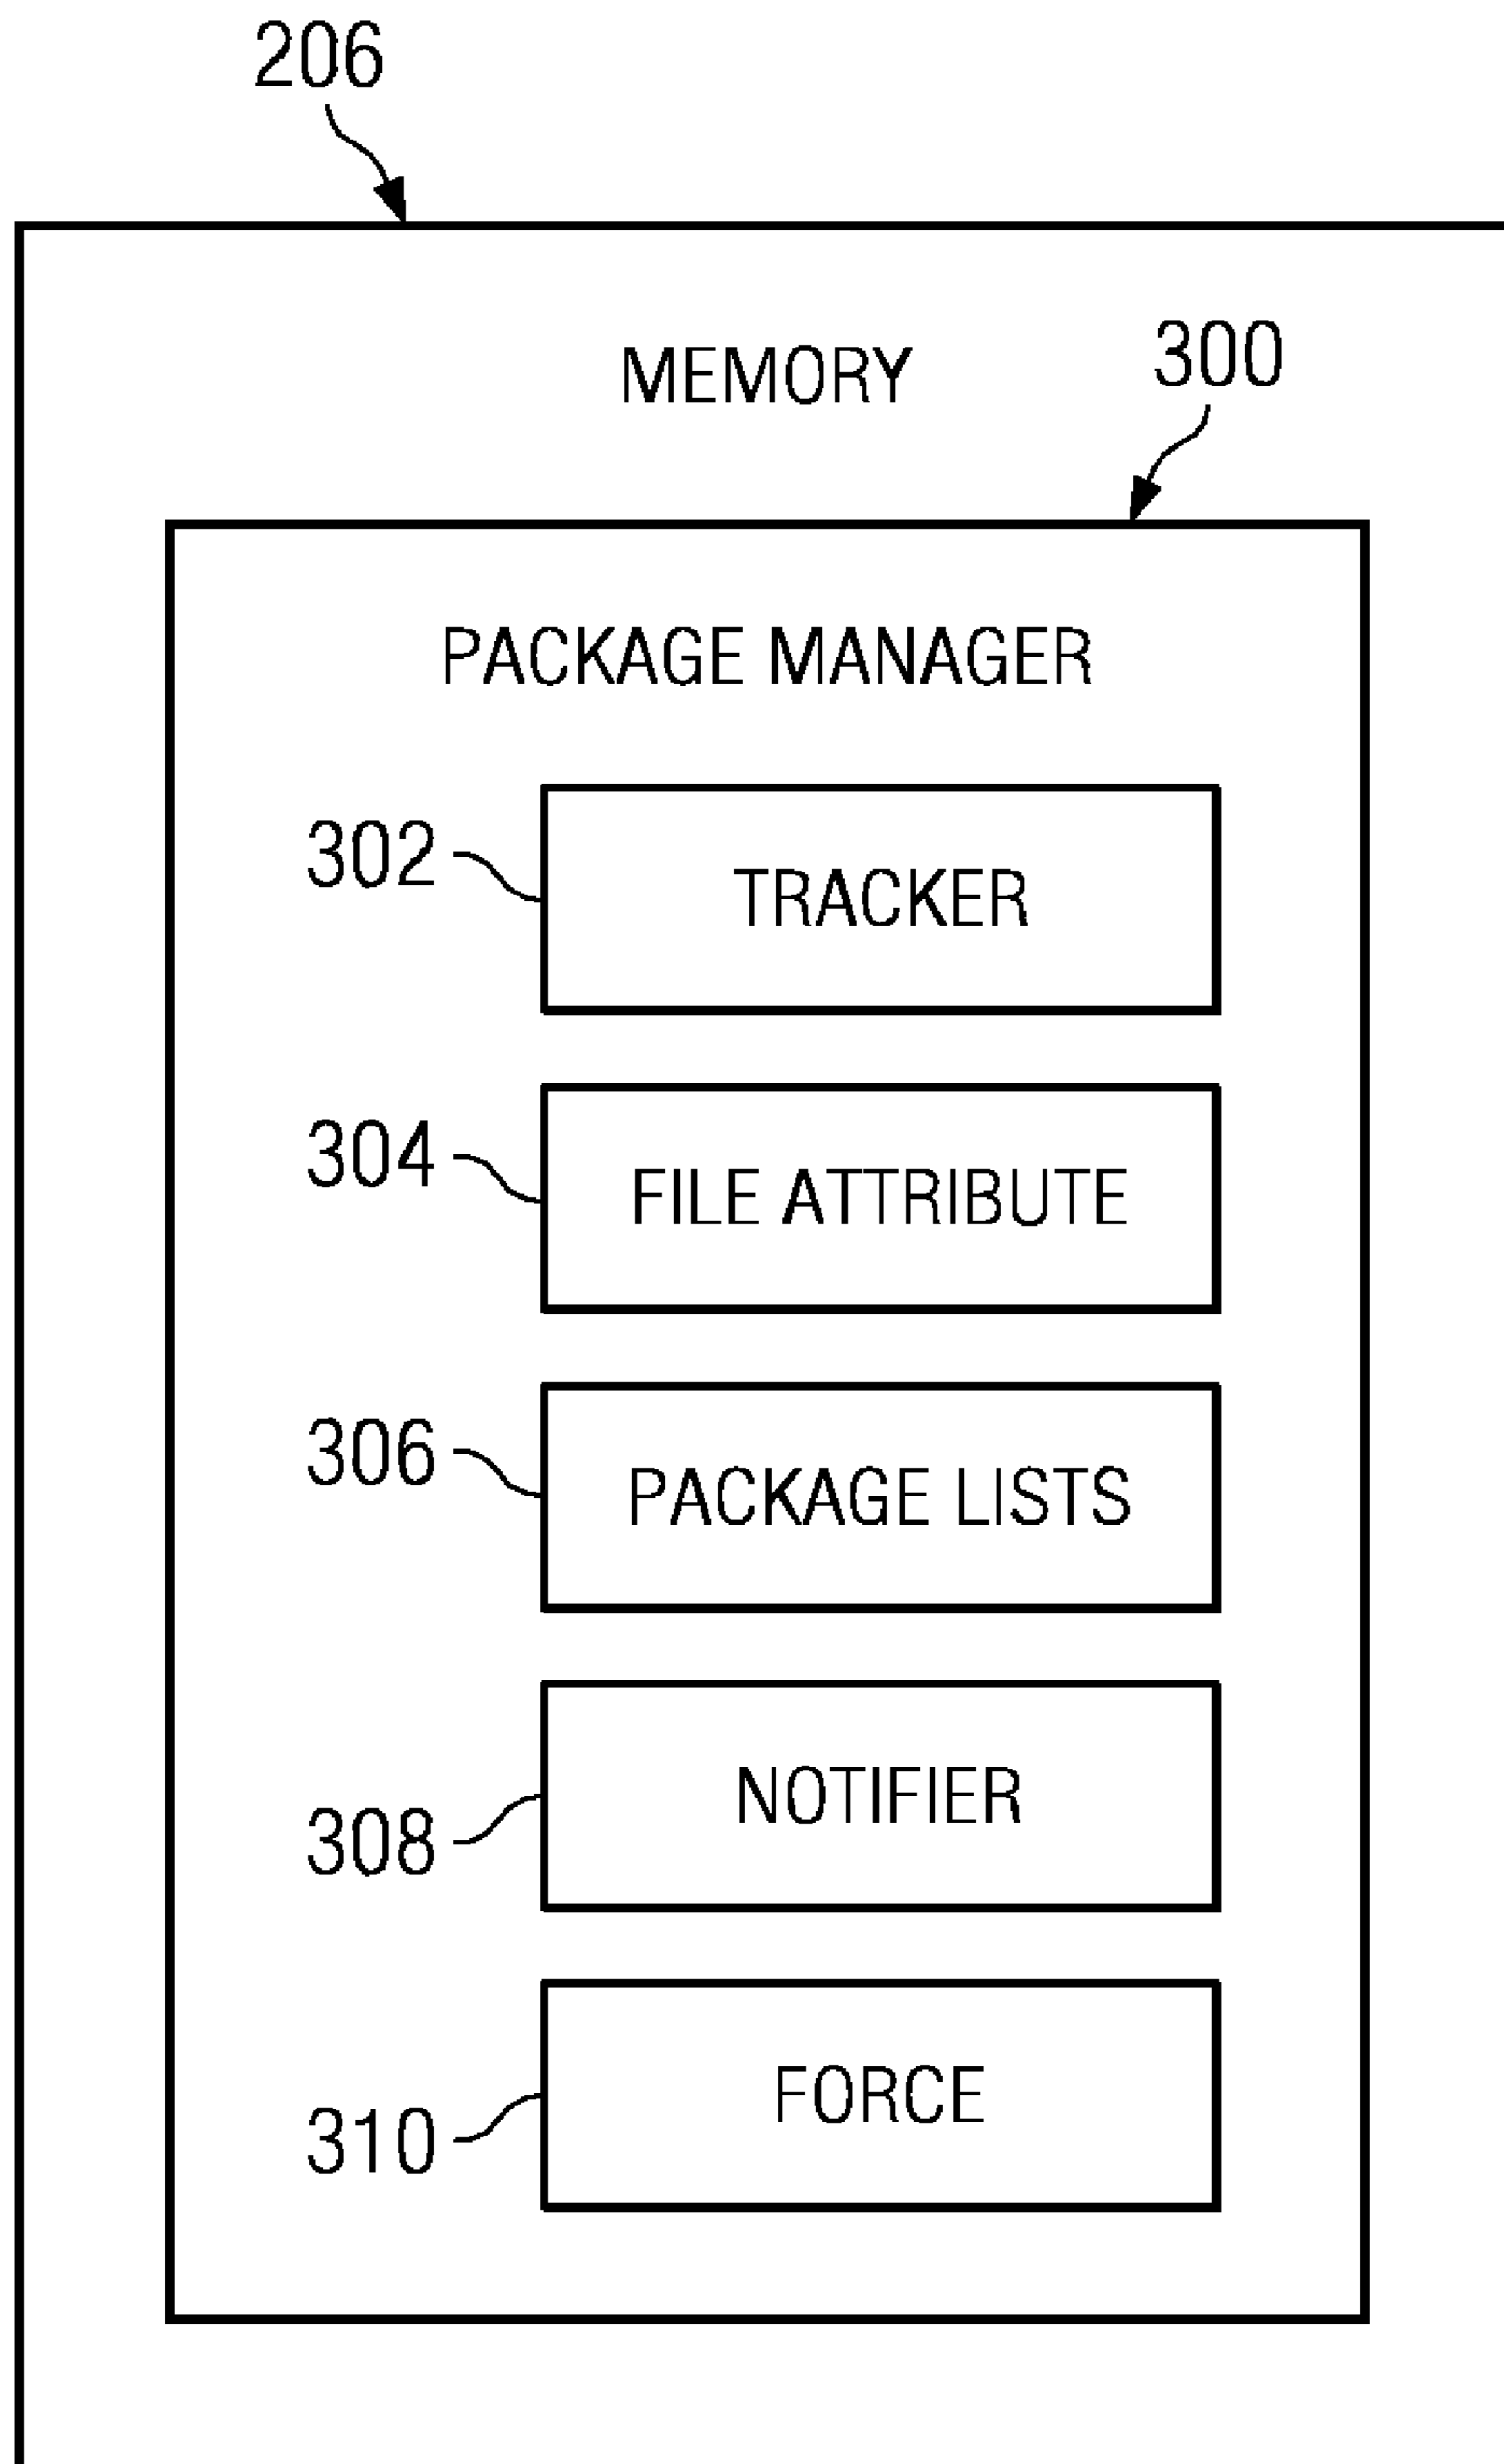 206
MEMORY
300
PACKAGE MANAGER
302
TRACKER
304
FILE ATTRIBUTE
306
PACKAGE LISTS
308
NOTIFIER
310
FORCE